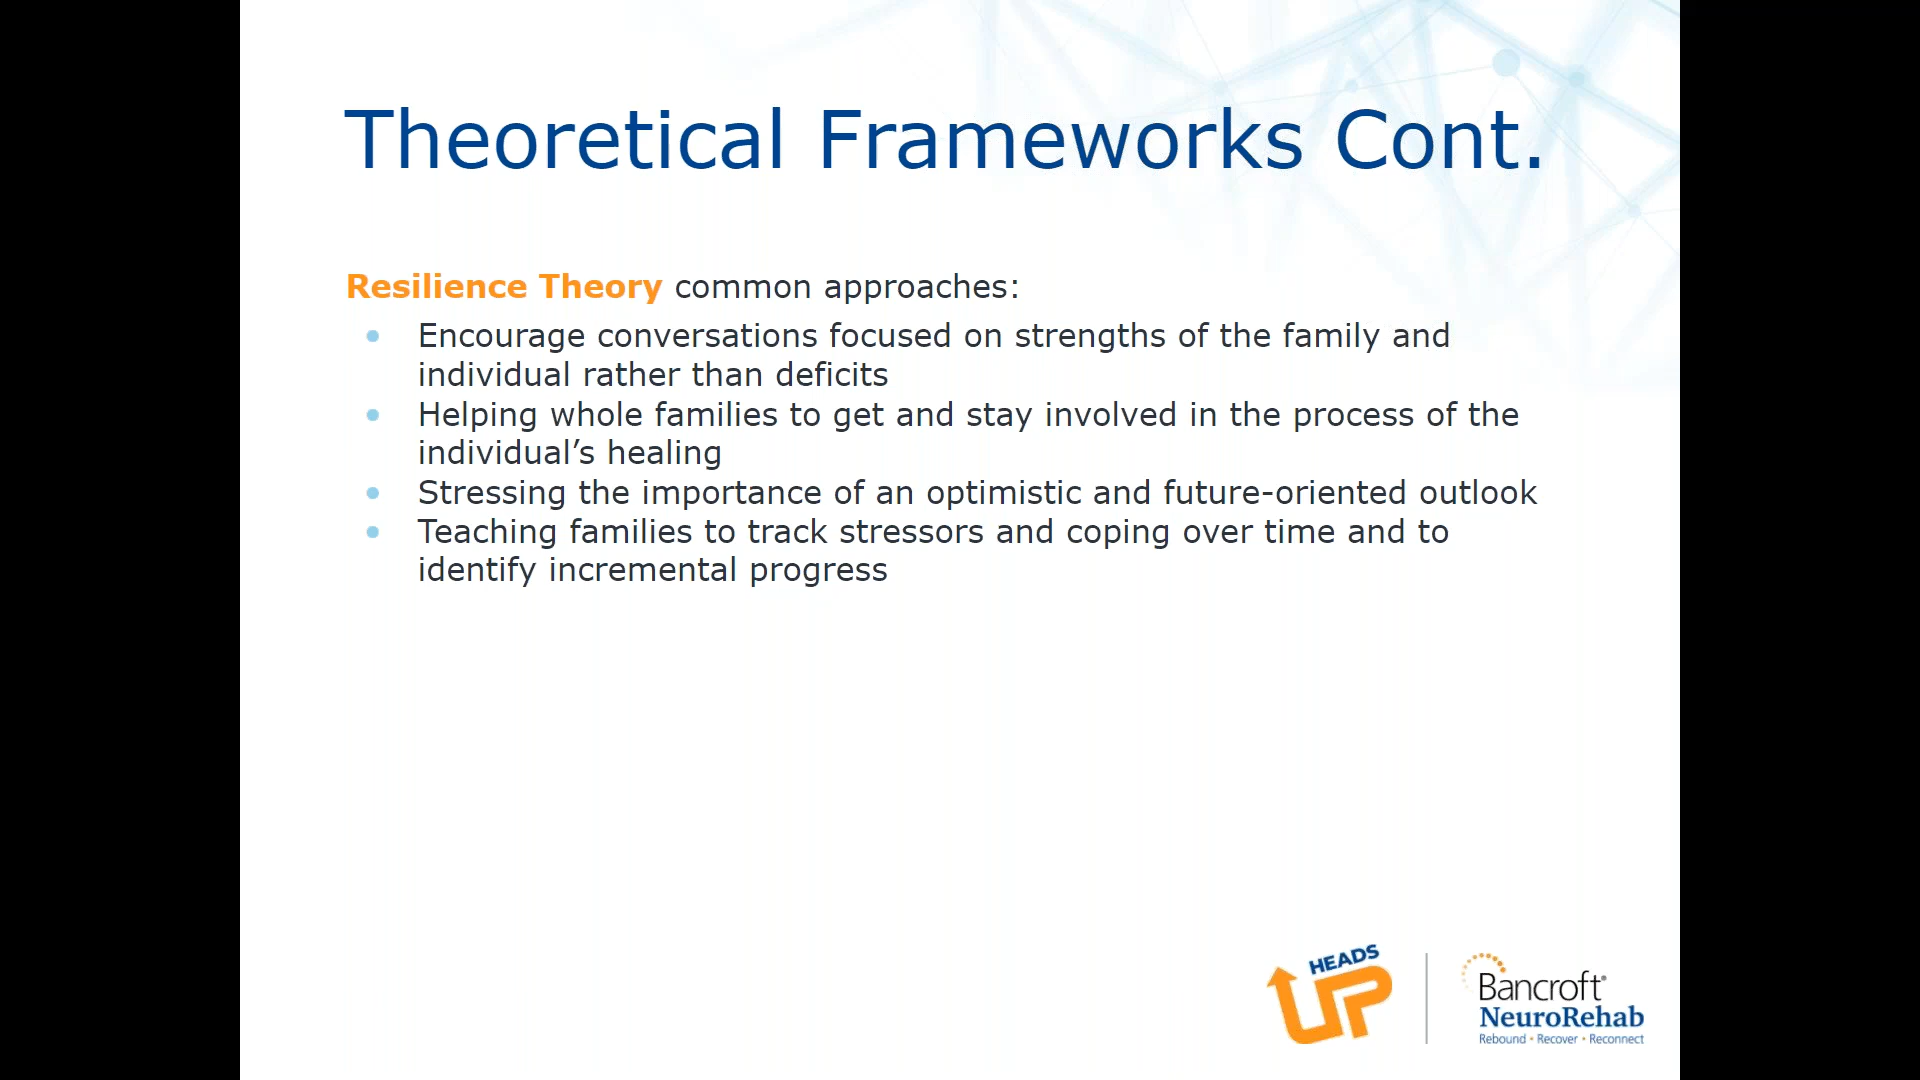 Theoretical Frameworks Cont.
Resilience Theory common approaches:
• Encourage conversations focused on strengths of the family and
individual rather than deficits
• Helping whole families to get and stay involved in the process of the
individual’s healing
• Stressing the importance of an optimistic and future-oriented outlook
• Teaching families to track stressors and coping over time and to
identify incremental progress
HEADS
UP
Bancroft®
NeuroRehab
Rebound • Recover • Reconnect